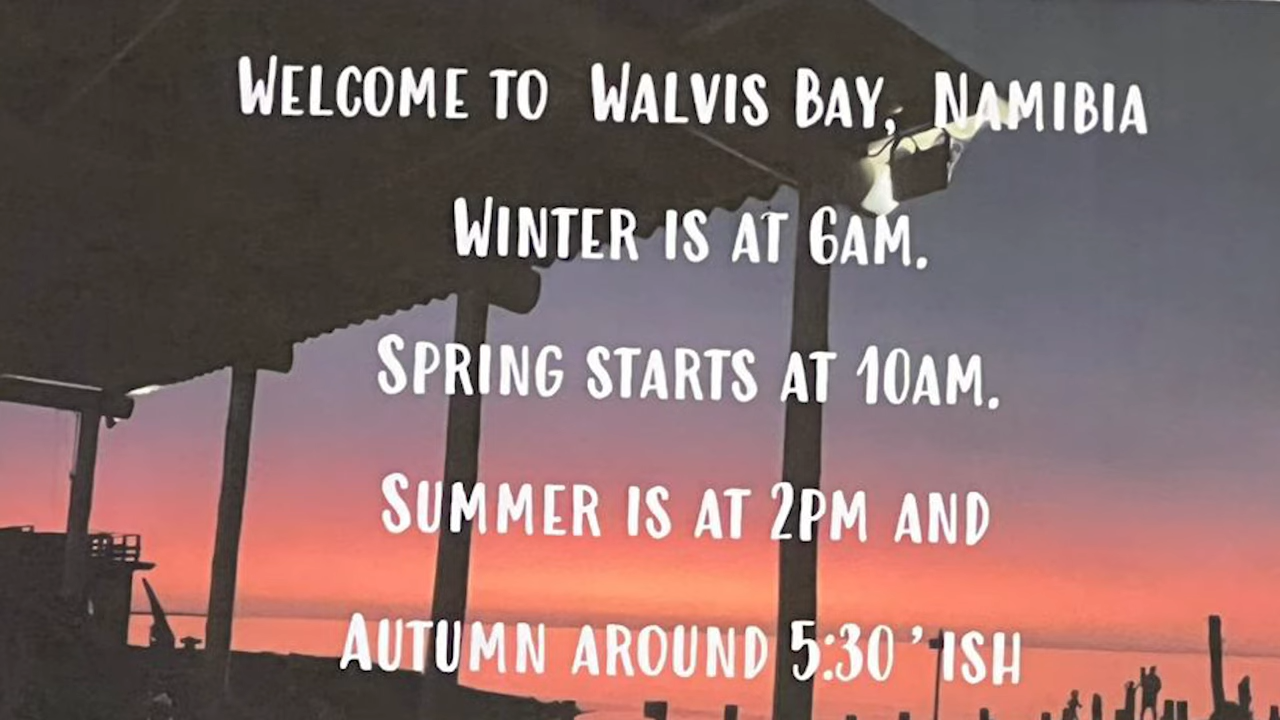 Welcome to Walvis Bay, Namibia
Winter is at 6am.
Spring starts at 10am.
Summer is at 2pm and
Autumn around 5:30 ' ish